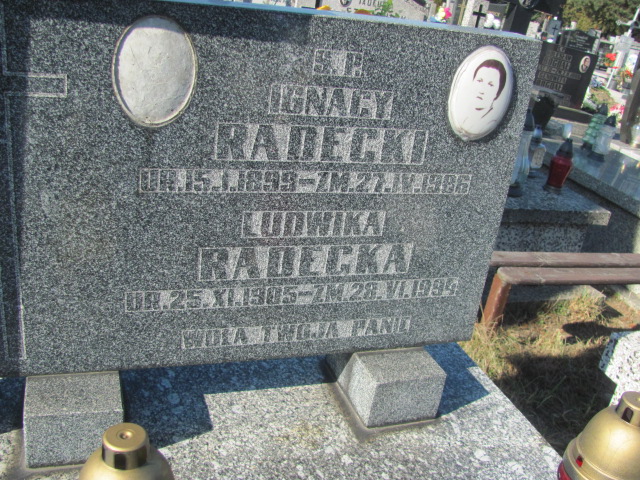 Ś. P.
IGNACY
RADECKI
UR. 15. I. 1899 - ZM. 27. IV. 1986
LUDWIKA
RADECKA
UR. 25. XI. 1905 - ZM. 28. VI.
WOLA TWOJA PANIE